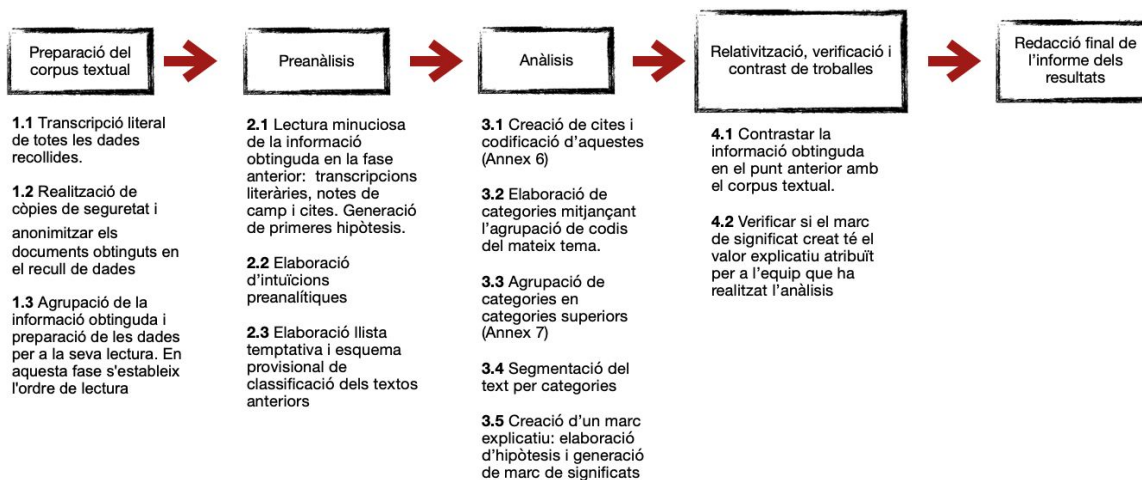 Preparació del
corpus textual
1.1 Transcripció literal
de totes les dades
recollides.
1.2 Realització de
còpies de seguretat i
anonimitzar els
documents obtinguts en
el recull de dades
1.3 Agrupació de la
informació obtinguda i
preparació de les dades
per a la seva lectura. En
aquesta fase s'estableix
l'ordre de lectura
Preanàlisis
2.1 Lectura minuciosa
de la informació
obtinguda en la fase
anterior: transcripcions
literàries, notes de
camp i cites. Generació
de primeres hipòtesis.
2.2 Elaboració
d'intuïcions
preanalítiques
2.3 Elaboració llista
temptativa i esquema
provisional de
classificació dels textos
anteriors
Anàlisis
3.1 Creació de cites i
codificació d'aquestes
(Annex 6)
3.2 Elaboració de
categories mitjançant
l'agrupació de codis
del mateix tema.
3.3 Agrupació de
categories en
categories superiors
(Annex 7)
3.4 Segmentació del
text per categories
3.5 Creació d'un marc
explicatiu: elaboració
d'hipòtesis i generació
de marc de significats
Relativització, verificació i
contrast de troballes
4.1 Contrastar la
informació obtinguda
en el punt anterior amb
el corpus textual.
4.2 Verificar si el marc
de significat creat té el
valor explicatiu atribuït
per a l'equip que ha
realitzat l'anàlisis
Redacció final de
l'informe dels
resultats